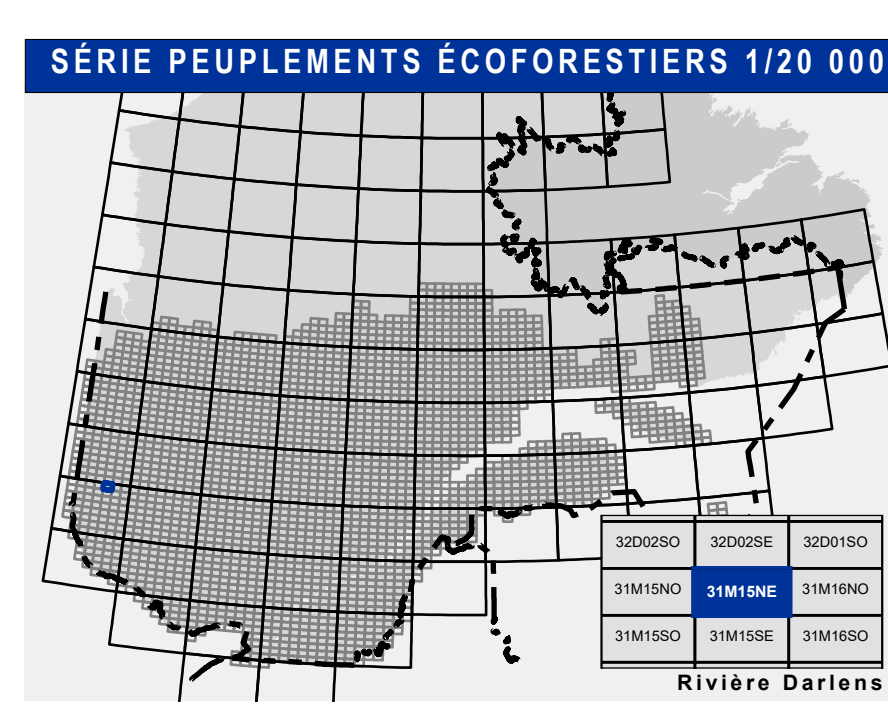 SÉRIE PEUPLEMENTS ÉCOFORESTIERS 1/20 000
32D02SO 32D02SE 32D01SO
31M15NO 31M15NE 31M16NO
31M15SO 31M15SE 31M16SO
Rivière Darlens